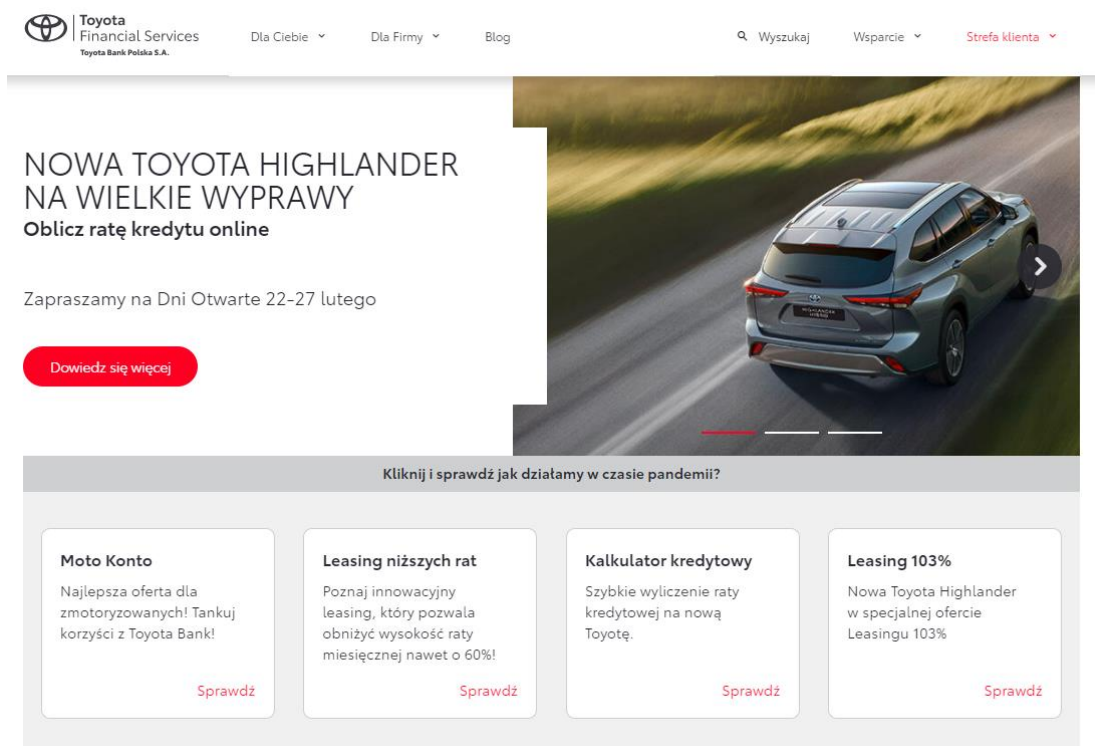 Toyota
Financial Services
Toyota Bank Polska S.A.
Dla Ciebie
Dla Firmy
Blog
Wyszukaj
Wsparcie
Strefa klienta
NOWA TOYOTA HIGHLANDER
NA WIELKIE WYPRAWY
Oblicz ratę kredytu online
Zapraszamy na Dni Otwarte 22-27 lutego
Dowiedz się więcej
HIGHLANDER
HYBRID
Kliknij i sprawdź jak działamy w czasie pandemii?
Moto Konto
Najlepsza oferta dla
zmotoryzowanych! Tankuj
korzyści z Toyota Bank!
Sprawdź
Leasing niższych rat
Poznaj innowacyjny
leasing, który pozwala
obniżyć wysokość raty
miesięcznej nawet o 60%!
Sprawdź
Kalkulator kredytowy
Szybkie wyliczenie raty
kredytowej na nową
Toyotę.
Sprawdź
Leasing 103%
Nowa Toyota Highlander
w specjalnej ofercie
Leasingu 103%
Sprawdź